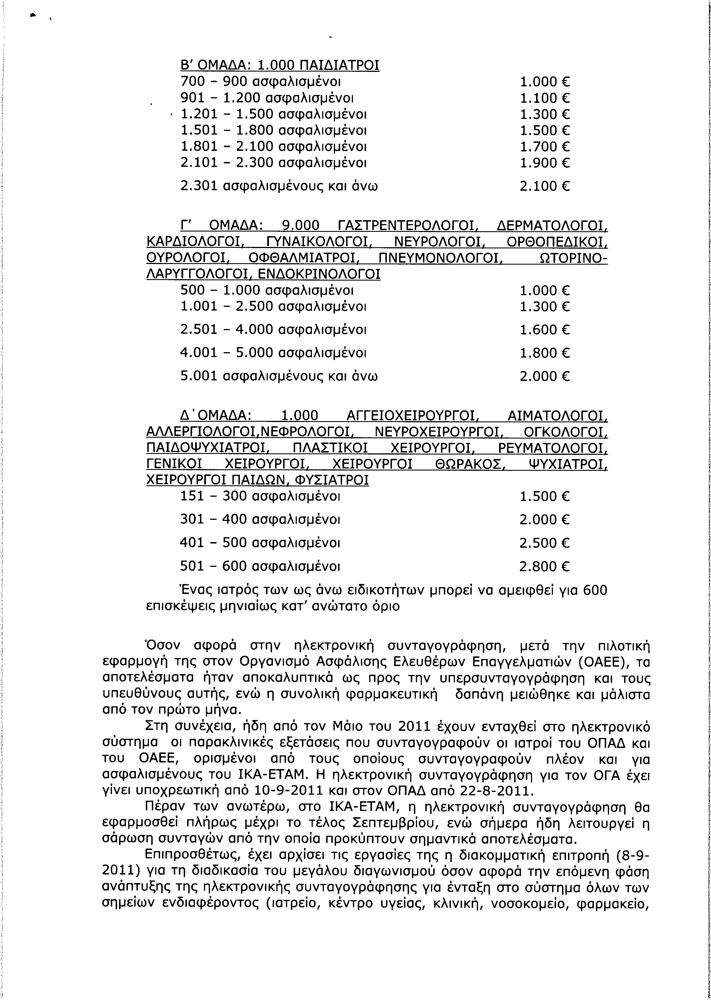 Β' ΟΜΑΔΑ: 1.000 ΠΑΙΔΙΑΤΡΟΙ
700 – 900 ασφαλισμένοι 1.000 €
901 – 1.200 ασφαλισμένοι 1.100 €
1.201 – 1.500 ασφαλισμένοι 1.300 €
1.501 – 1.800 ασφαλισμένοι 1.500 €
1.801 – 2.100 ασφαλισμένοι 1.700 €
2.101 – 2.300 ασφαλισμένοι 1.900 €
2.301 ασφαλισμένους και άνω 2.100 €
Γ' ΟΜΑΔΑ: 9.000 ΓΑΣΤΡΕΝΤΕΡΟΛΟΓΟΙ, ΔΕΡΜΑΤΟΛΟΓΟΙ,
ΚΑΡΔΙΟΛΟΓΟΙ, ΓΥΝΑΙΚΟΛΟΓΟΙ, ΝΕΥΡΟΛΟΓΟΙ, ΟΡΘΟΠΕΔΙΚΟΙ,
ΟΥΡΟΛΟΓΟΙ, ΟΦΘΑΛΜΙΑΤΡΟΙ, ΠΝΕΥΜΟΝΟΛΟΓΟΙ, ΩΤΟΡΙΝΟ-
ΛΑΡΥΓΓΟΛΟΓΟΙ, ΕΝΔΟΚΡΙΝΟΛΟΓΟΙ
500 – 1.000 ασφαλισμένοι 1.000 €
1.001 – 2.500 ασφαλισμένοι 1.300 €
2.501 – 4.000 ασφαλισμένοι 1.600 €
4.001 – 5.000 ασφαλισμένοι 1.800 €
5.001 ασφαλισμένους και άνω 2.000 €
Δ'ΟΜΑΔΑ: 1.000 ΑΓΓΕΙΟΧΕΙΡΟΥΡΓΟΙ, ΑΙΜΑΤΟΛΟΓΟΙ,
ΑΛΛΕΡΓΙΟΛΟΓΟΙ,ΝΕΦΡΟΛΟΓΟΙ, ΝΕΥΡΟΧΕΙΡΟΥΡΓΟΙ, ΟΓΚΟΛΟΓΟΙ,
ΠΑΙΔΟΨΥΧΙΑΤΡΟΙ, ΠΛΑΣΤΙΚΟΙ ΧΕΙΡΟΥΡΓΟΙ, ΡΕΥΜΑΤΟΛΟΓΟΙ,
ΓΕΝΙΚΟΙ ΧΕΙΡΟΥΡΓΟΙ, ΧΕΙΡΟΥΡΓΟΙ ΘΩΡΑΚΟΣ, ΨΥΧΙΑΤΡΟΙ,
ΧΕΙΡΟΥΡΓΟΙ ΠΑΙΔΩΝ, ΦΥΣΙΑΤΡΟΙ
151 – 300 ασφαλισμένοι 1.500 €
301 – 400 ασφαλισμένοι 2.000 €
401 – 500 ασφαλισμένοι 2.500 €
501 – 600 ασφαλισμένοι 2.800 €
Ένας ιατρός των ως άνω ειδικοτήτων μπορεί να αμειφθεί για 600
επισκέψεις μηνιαίως κατ' ανώτατο όριο
Όσον αφορά στην ηλεκτρονική συνταγογράφηση, μετά την πιλοτική
εφαρμογή της στον Οργανισμό Ασφάλισης Ελευθέρων Επαγγελματιών (ΟΑΕΕ), τα
αποτελέσματα ήταν αποκαλυπτικά ως προς την υπερσυνταγογράφηση και τους
υπευθύνους αυτής, ενώ η συνολική φαρμακευτική δαπάνη μειώθηκε και μάλιστα
από τον πρώτο μήνα.
Στη συνέχεια, ήδη από τον Μάιο του 2011 έχουν ενταχθεί στο ηλεκτρονικό
σύστημα οι παρακλινικές εξετάσεις που συνταγογραφούν οι ιατροί του ΟΠΑΔ και
του ΟΑΕΕ, ορισμένοι από τους οποίους συνταγογραφούν πλέον και για
ασφαλισμένους του ΙΚΑ-ΕΤΑΜ. Η ηλεκτρονική συνταγογράφηση για τον ΟΓΑ έχει
γίνει υποχρεωτική από 10-9-2011 και στον ΟΠΑΔ από 22-8-2011.
Πέραν των ανωτέρω, στο ΙΚΑ-ΕΤΑΜ, η ηλεκτρονική συνταγογράφηση θα
εφαρμοσθεί πλήρως μέχρι το τέλος Σεπτεμβρίου, ενώ σήμερα ήδη λειτουργεί η
σάρωση συνταγών από την οποία προκύπτουν σημαντικά αποτελέσματα.
Επιπροσθέτως, έχει αρχίσει τις εργασίες της η διακομματική επιτροπή (8-9-
2011) για τη διαδικασία του μεγάλου διαγωνισμού όσον αφορά την επόμενη φάση
ανάπτυξης της ηλεκτρονικής συνταγογράφησης για ένταξη στο σύστημα όλων των
σημείων ενδιαφέροντος (ιατρείο, κέντρο υγείας, κλινική, νοσοκομείο, φαρμακείο,